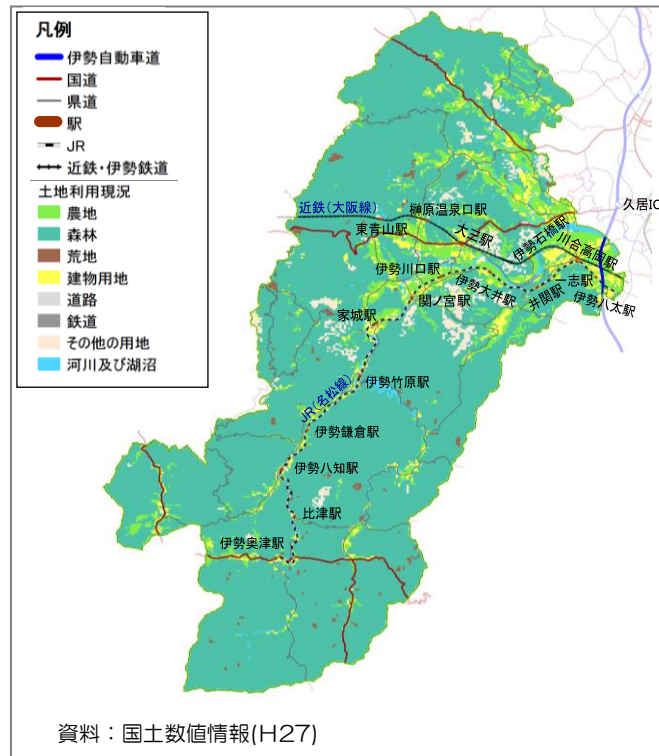 凡例
伊勢自動車道
国道
県道
駅
JR
近鉄・伊勢鉄道
土地利用現況
農地
森林
荒地
建物用地
道路
鉄道
その他の用地
河川及び湖沼
久居IC
近鉄(大阪線)
榊原温泉口駅
東青山駅
大三駅
伊勢石橋駅
川合高岡駅
伊勢川口駅
関ノ宮駅
伊勢大井駅
井関駅
一志駅
伊勢八太駅
家城駅
JR(名松線)
伊勢竹原駅
伊勢鎌倉駅
伊勢八知駅
比津駅
伊勢奥津駅
資料：国土数値情報(H27)